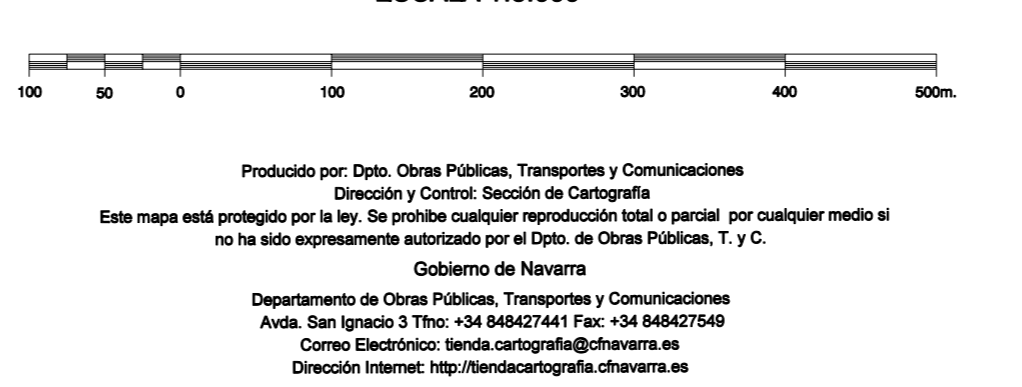 100 50 0 100 200 300 400 500m.
Producido por: Dpto. Obras Públicas, Transportes y Comunicaciones
Dirección y Control: Sección de Cartografía
Este mapa está protegido por la ley. Se prohibe cualquier reproducción total o parcial por cualquier medio si
no ha sido expresamente autorizado por el Dpto. de Obras Públicas, T. y C.
Gobierno de Navarra
Departamento de Obras Públicas, Transportes y Comunicaciones
Avda. San Ignacio 3 Tfno: +34 848427441 Fax: +34 848427549
Correo Electrónico: tienda.cartografia@cfnavarra.es
Dirección Internet: http://tiendacartografia.cfnavarra.es